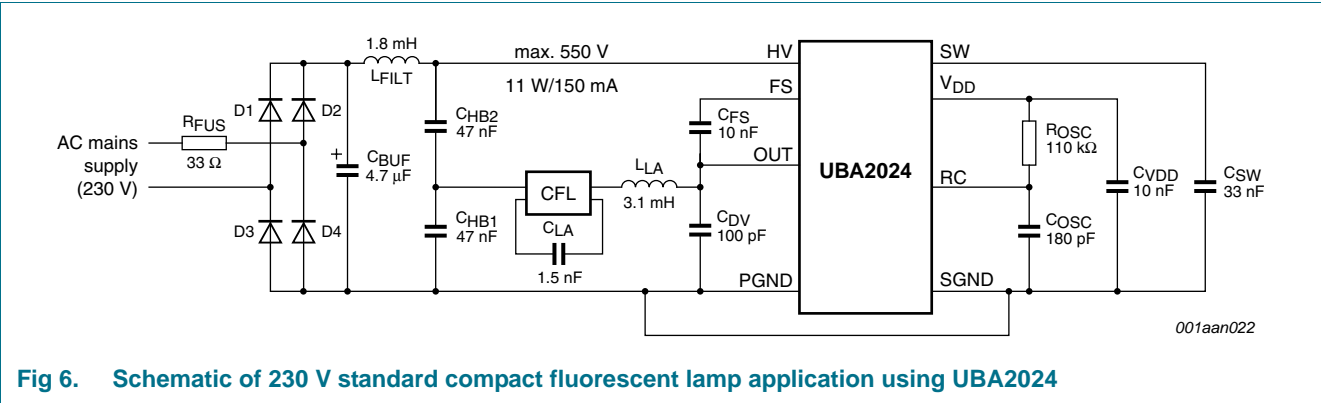 1.8 mH
LFILT
max. 550 V
11 W/150 mA
HV
FS
SW
VDD
D1
D2
RFUS
33 Ω
AC mains
supply
(230 V)
+
CBUF
4.7 μF
CHB2
47 nF
CFS
10 nF
OUT
UBA2024
ROSC
110 kΩ
RC
CVDD
10 nF
CSW
33 nF
LLA
3.1 mH
CFL
CLA
1.5 nF
D3
D4
CHB1
47 nF
CDV
100 pF
COSC
180 pF
PGND
SGND
001aan022
Fig 6. Schematic of 230 V standard compact fluorescent lamp application using UBA2024